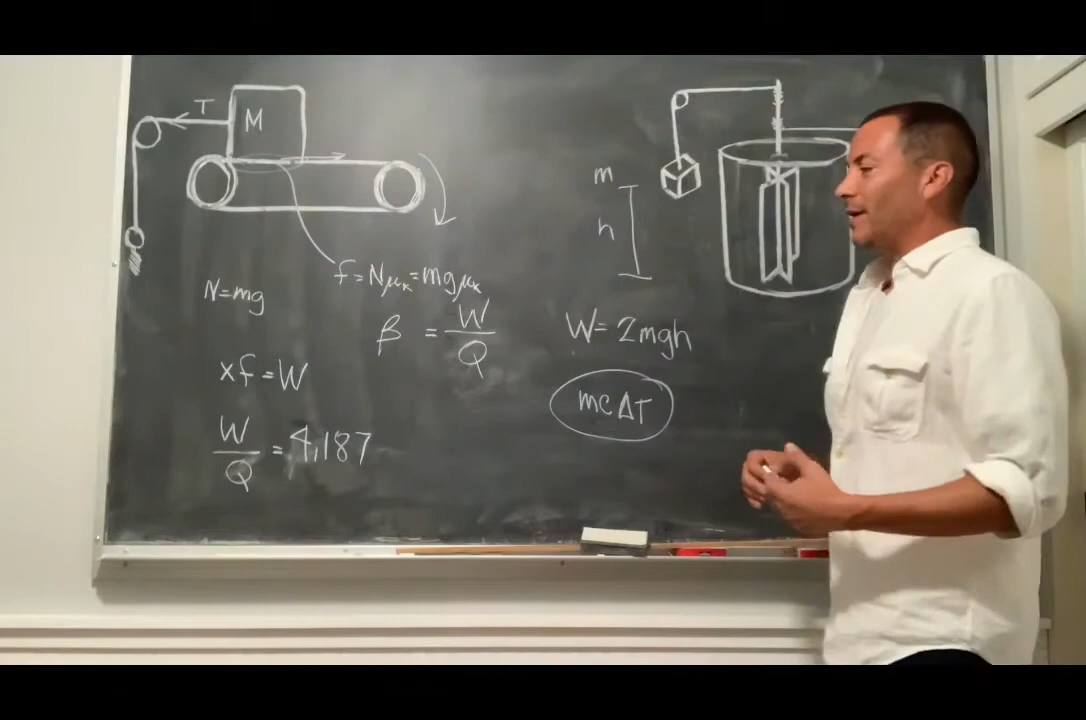 T
M
f=Nμₖ=mgμₖ
N=mg
β = W/Q
xf=W
W/Q = 4,187
m
h
W=2mgh
mcΔT